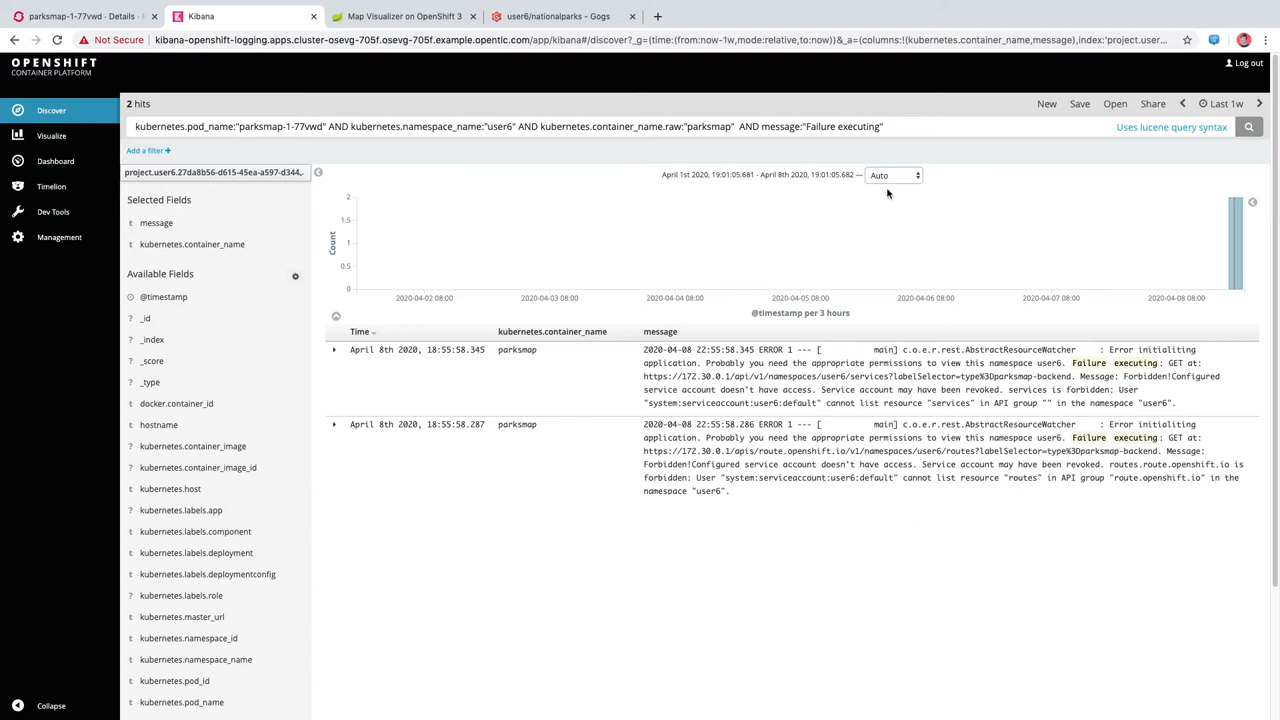 parksmap-1-77vwd - Details - 
Kibana
Map Visualizer on OpenShift 3
user6/nationalparks - Gogs
Not Secure
kibana-openshift-logging.apps.cluster-osevg-705f.osevg-705f.example.opentlc.com/app/kibana#/discover?_g=(time:(from:now-1w,mode:relative,to:now))&_a=(columns:!(kubernetes.container_name,message),index:'project.user...
OPENSHIFT
CONTAINER PLATFORM
Log out
Discover
Visualize
Dashboard
Timelion
Dev Tools
Management
Collapse
2 hits
New
Save
Open
Share
Last 1w
kubernetes.pod_name:"parksmap-1-77vwd" AND kubernetes.namespace_name:"user6" AND kubernetes.container_name.raw:"parksmap" AND message:"Failure executing"
Uses lucene query syntax
Add a filter +
project.user6.27da8b56-d615-45ea-a597-d344...
Selected Fields
t message
t kubernetes.container_name
Available Fields
@timestamp
? _id
? _index
? _score
? _type
t docker.container_id
t hostname
? kubernetes.container_image
t kubernetes.container_image_id
t kubernetes.host
? kubernetes.labels.app
t kubernetes.labels.component
t kubernetes.labels.deployment
t kubernetes.labels.deploymentconfig
? kubernetes.labels.role
t kubernetes.master_url
t kubernetes.namespace_id
t kubernetes.namespace_name
t kubernetes.pod_id
t kubernetes.pod_name
April 1st 2020, 19:01:05.681 - April 8th 2020, 19:01:05.682 —
Auto
Count
2
1.5
1
0.5
0
2020-04-02 08:00
2020-04-03 08:00
2020-04-04 08:00
2020-04-05 08:00
2020-04-06 08:00
2020-04-07 08:00
2020-04-08 08:00
@timestamp per 3 hours
Time
kubernetes.container_name
message
April 8th 2020, 18:55:58.345
parksmap
2020-04-08 22:55:58.345 ERROR 1 --- [ main] c.o.e.r.rest.AbstractResourceWatcher : Error initialiting
application. Probably you need the appropriate permissions to view this namespace user6. Failure executing: GET at:
https://172.30.0.1/api/v1/namespaces/user6/services?labelSelector=type%3Dparksmap-backend. Message: Forbidden!Configured
service account doesn't have access. Service account may have been revoked. services is forbidden: User
"system:serviceaccount:user6:default" cannot list resource "services" in API group "" in the namespace "user6".
April 8th 2020, 18:55:58.287
parksmap
2020-04-08 22:55:58.286 ERROR 1 --- [ main] c.o.e.r.rest.AbstractResourceWatcher : Error initialiting
application. Probably you need the appropriate permissions to view this namespace user6. Failure executing: GET at:
https://172.30.0.1/apis/route.openshift.io/v1/namespaces/user6/routes?labelSelector=type%3Dparksmap-backend. Message:
Forbidden!Configured service account doesn't have access. Service account may have been revoked. routes.route.openshift.io is
forbidden: User "system:serviceaccount:user6:default" cannot list resource "routes" in API group "route.openshift.io" in the
namespace "user6".